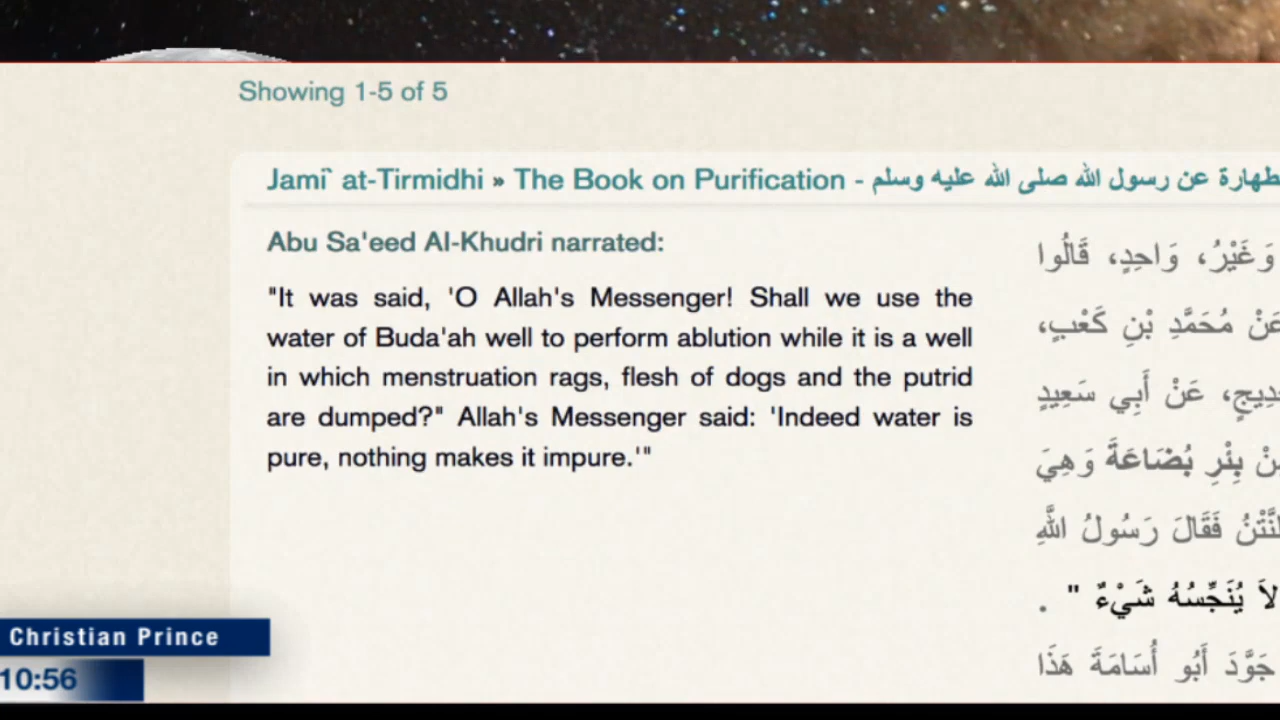 Showing 1-5 of 5
Jami` at-Tirmidhi » The Book on Purification - طهارة عن رسول الله صلى الله عليه وسلم
Abu Sa'eed Al-Khudri narrated:
"It was said, 'O Allah's Messenger! Shall we use the
water of Buda'ah well to perform ablution while it is a well
in which menstruation rags, flesh of dogs and the putrid
are dumped?" Allah's Messenger said: 'Indeed water is
pure, nothing makes it impure.'"
وَغَيْرُ، وَاحِدٍ، قَالُوا
عَنْ مُحَمَّدِ بْنِ كَعْبٍ،
عَنْ أَبِي سَعِيدٍ
بِئْرِ بُضَاعَةَ وَهِيَ
فَقَالَ رَسُولُ اللَّهِ
لاَ يُنَجِّسُهُ شَيْءٌ " .
جَوَّدَ أَبُو أُسَامَةَ هَذَا
Christian Prince
10:56